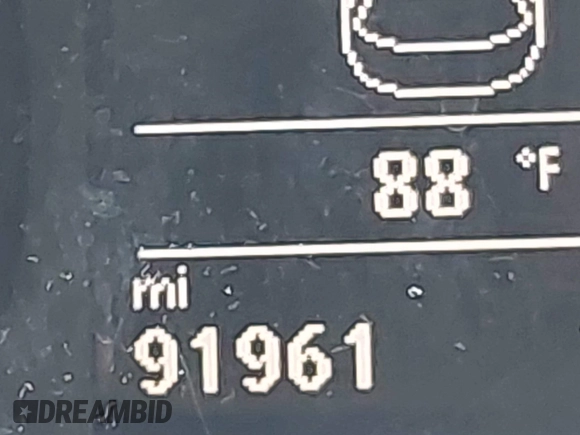 88 °F
mi
91961
DREAMBID